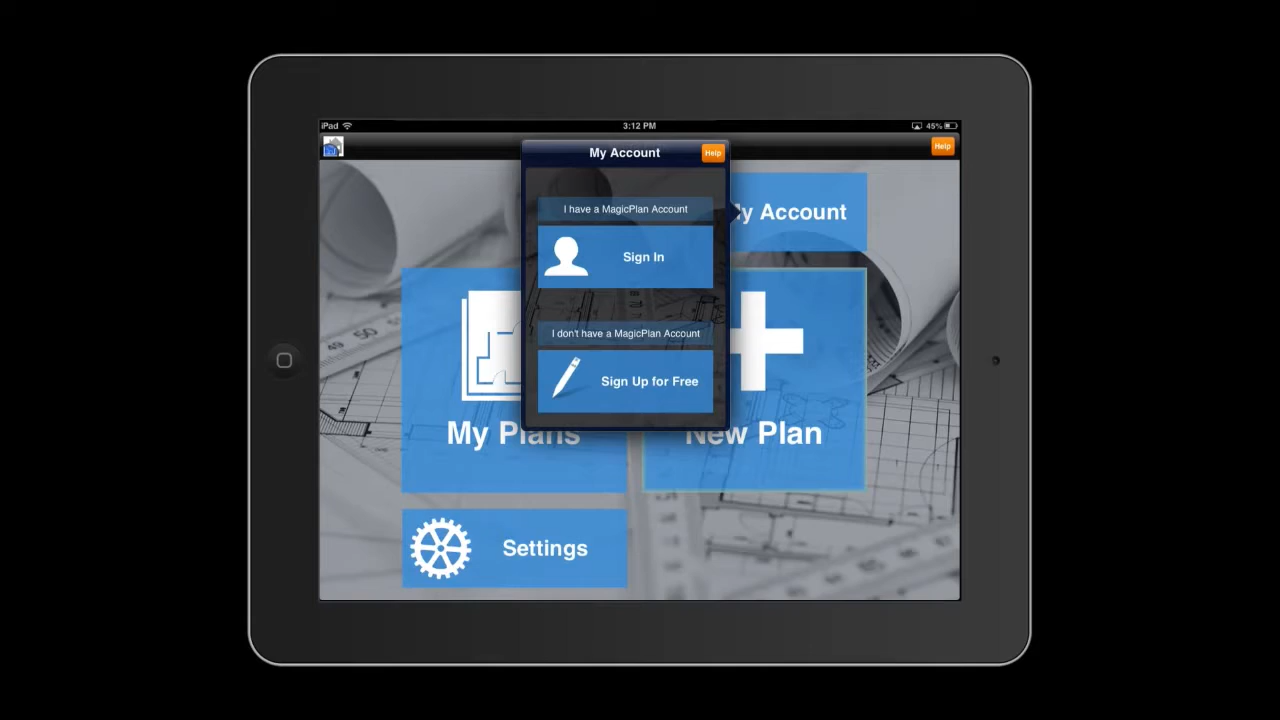 iPad 3:12 PM 45%
My Account Help Help
I have a MagicPlan Account
My Account
Sign In
I don't have a MagicPlan Account
Sign Up for Free
My Plans New Plan
Settings